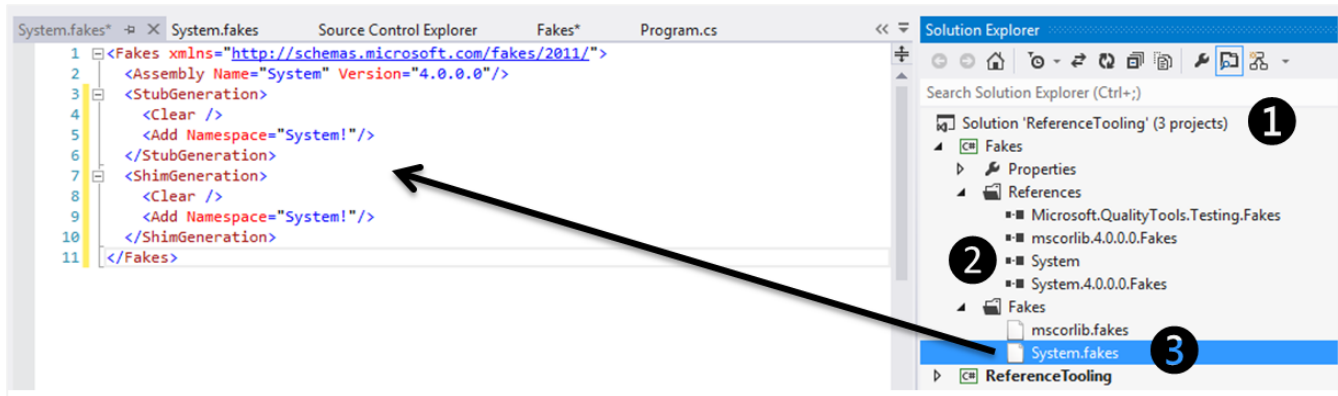 System.fakes* System.fakes Source Control Explorer Fakes* Program.cs
1 <Fakes xmlns="http://schemas.microsoft.com/fakes/2011/">
2 <Assembly Name="System" Version="4.0.0.0"/>
3 <StubGeneration>
4 <Clear />
5 <Add Namespace="System!"/>
6 </StubGeneration>
7 <ShimGeneration>
8 <Clear />
9 <Add Namespace="System!"/>
10 </ShimGeneration>
11 </Fakes>
Solution Explorer
Search Solution Explorer (Ctrl+;)
Solution 'ReferenceTooling' (3 projects) 1
C# Fakes
Properties
References
Microsoft.QualityTools.Testing.Fakes
mscorlib.4.0.0.0.Fakes
2 System
System.4.0.0.0.Fakes
Fakes
mscorlib.fakes
System.fakes 3
C# ReferenceTooling